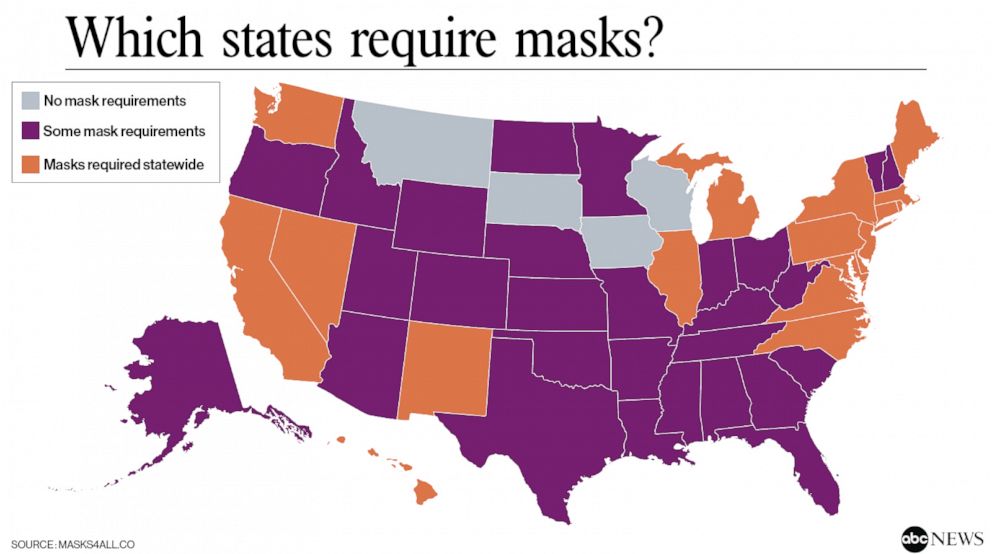 Which states require masks?
No mask requirements
Some mask requirements
Masks required statewide
SOURCE: MASKS4ALL.CO
abc NEWS